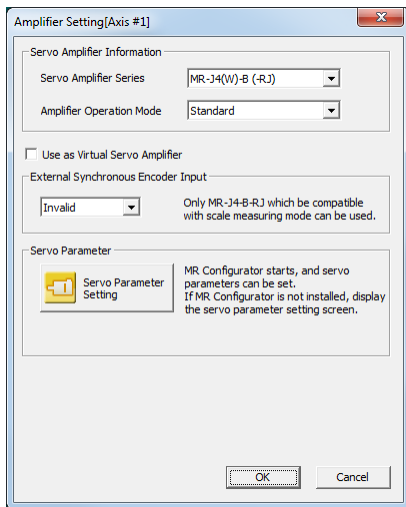 Amplifier Setting[Axis #1]
Servo Amplifier Information
Servo Amplifier Series
MR-J4(W)-B (-RJ)
Amplifier Operation Mode
Standard
Use as Virtual Servo Amplifier
External Synchronous Encoder Input
Invalid
Only MR-J4-B-RJ which be compatible
with scale measuring mode can be used.
Servo Parameter
Servo Parameter
Setting
MR Configurator starts, and servo
parameters can be set.
If MR Configurator is not installed, display
the servo parameter setting screen.
OK
Cancel